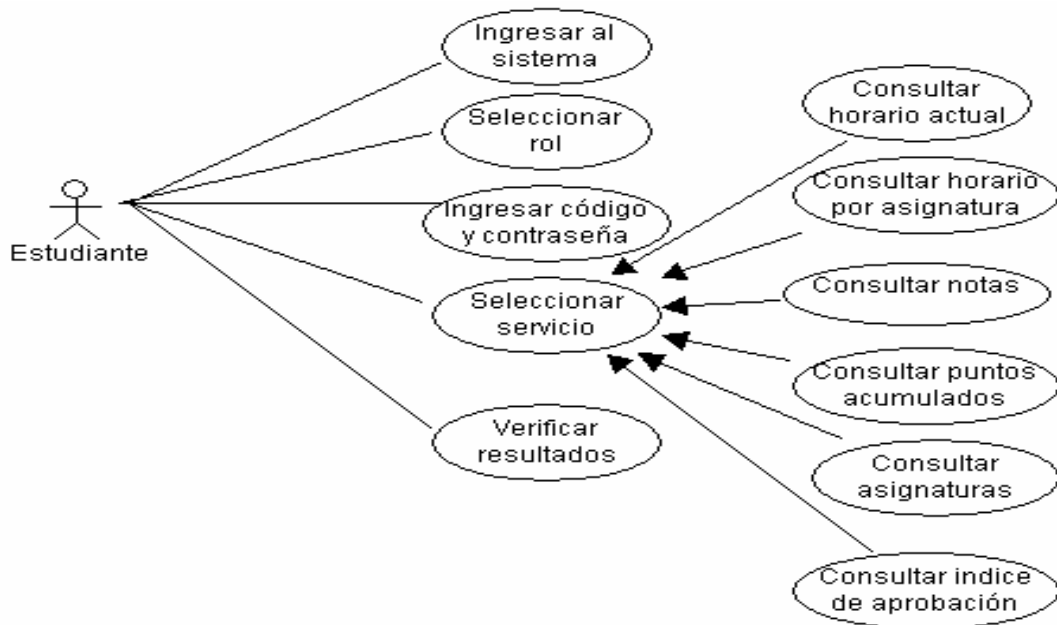 Ingresar al
sistema
Seleccionar
rol
Ingresar código
y contraseña
Estudiante
Seleccionar
servicio
Verificar
resultados
Consultar
horario actual
Consultar horario
por asignatura
Consultar notas
Consultar puntos
acumulados
Consultar
asignaturas
Consultar indice
de aprobación